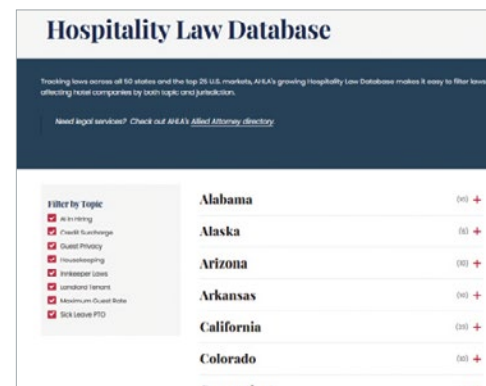 Hospitality Law Database
Tracking laws across all 50 states and the top 25 U.S. markets, AHLA's growing Hospitality Law Database makes it easy to filter laws
affecting hotel companies by both topic and jurisdiction.
Need legal services? Check out AHLA's Allied Attorney directory.
Filter by Topic
AI in Hiring
Credit Surcharge
Guest Privacy
Housekeeping
Innkeeper Laws
Landlord Tenant
Maximum Guest Rate
Sick Leave PTO
Alabama +
Alaska +
Arizona +
Arkansas +
California +
Colorado +